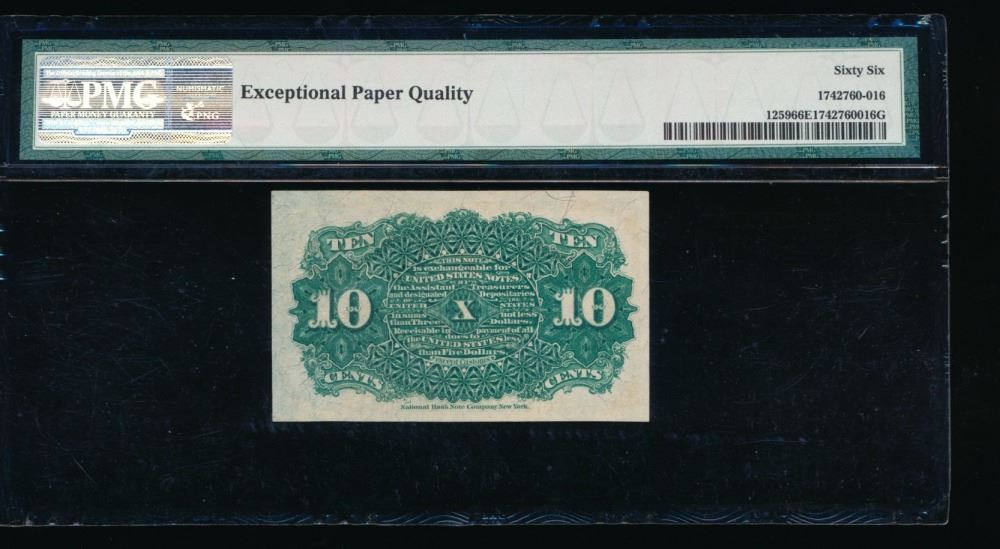 PMG
PAPER MONEY GUARANTY
NUMISMATIC
PNG
Exceptional Paper Quality
Sixty Six
1742760-016
125966E1742760016G
TEN TEN
THIS NOTE
is exchangeable for
UNITED STATES NOTES
BY
the Assistant Treasurers
and designated Depositaries
OF THE
UNITED STATES
in sums not less
than Three Dollars.
Receivable in payment of all
dues to
the UNITED STATES less
than Five Dollars.
except Customs
10 X 10
CENTS CENTS
National Bank Note Company New York.